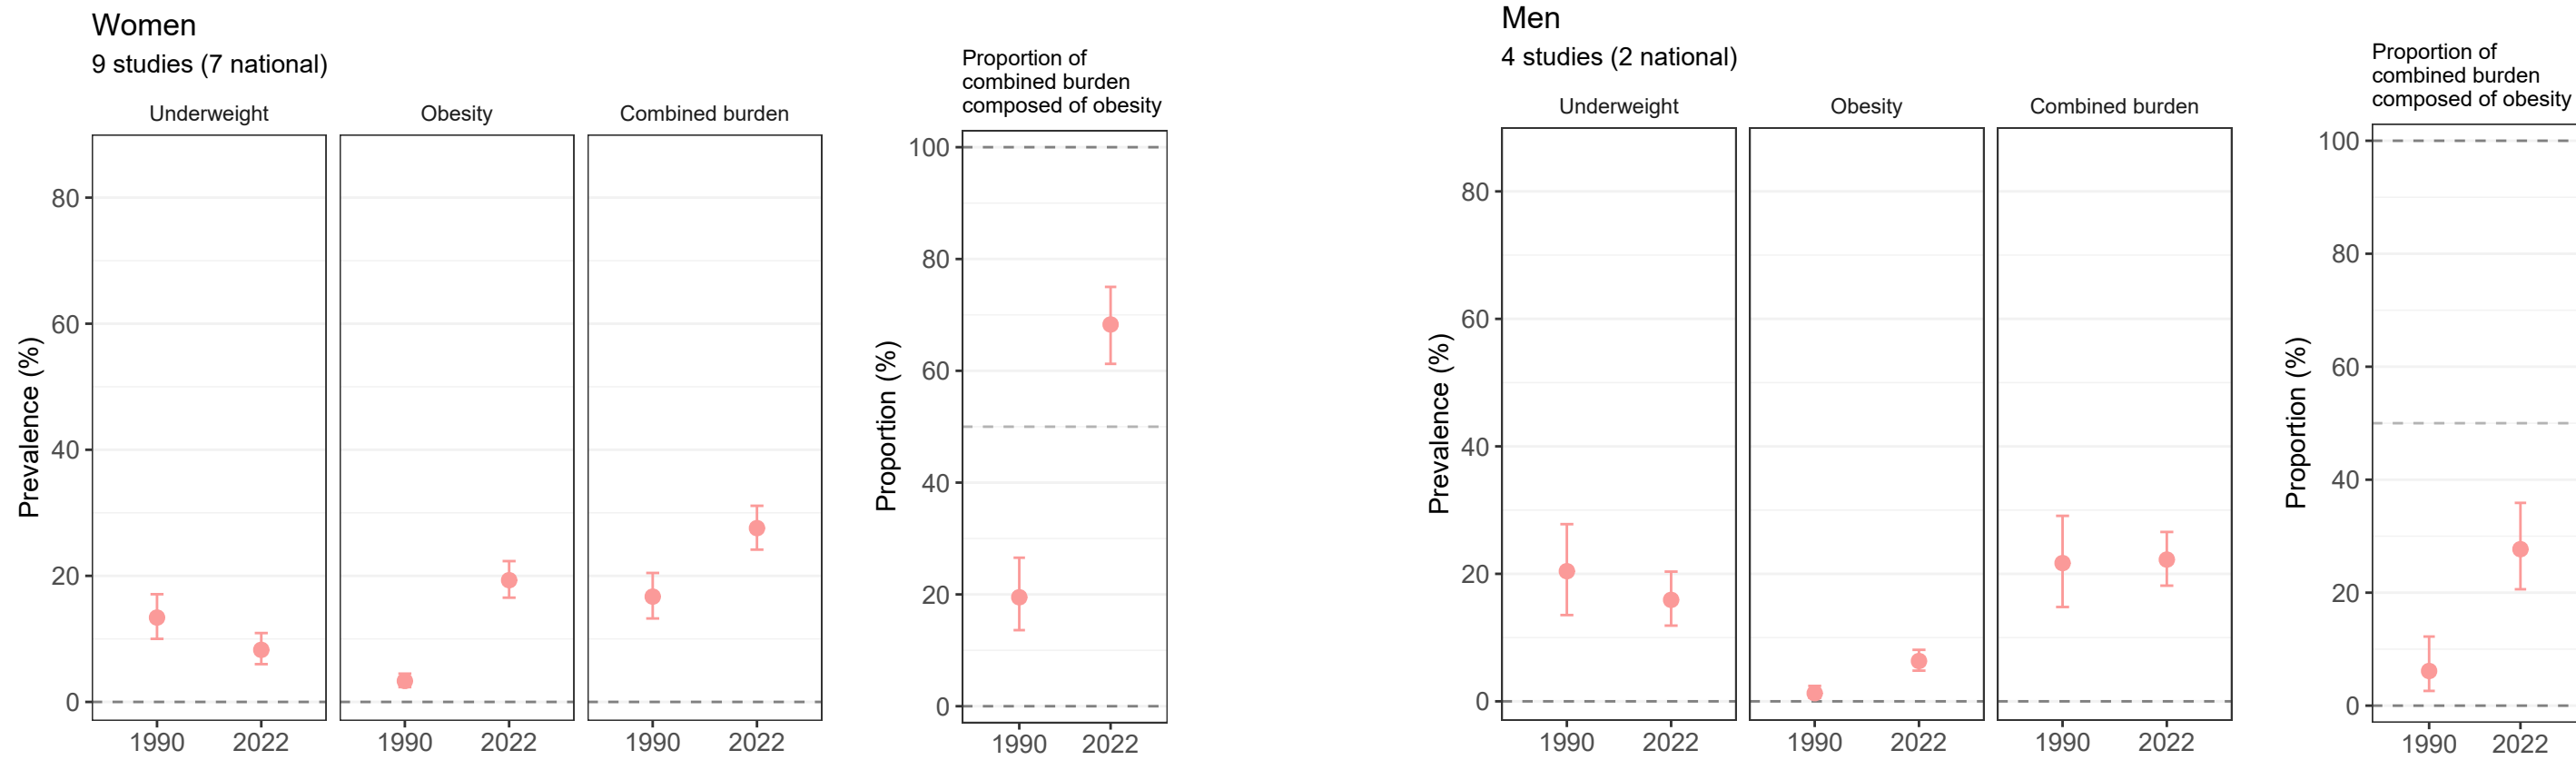 Women
9 studies (7 national)
Underweight
Obesity
Combined burden
Prevalence (%)
80
60
40
20
0
1990 2022
1990 2022
1990 2022
Proportion of
combined burden
composed of obesity
Proportion (%)
100
80
60
40
20
0
1990 2022
Men
4 studies (2 national)
Underweight
Obesity
Combined burden
Prevalence (%)
80
60
40
20
0
1990 2022
1990 2022
1990 2022
Proportion of
combined burden
composed of obesity
Proportion (%)
100
80
60
40
20
0
1990 2022